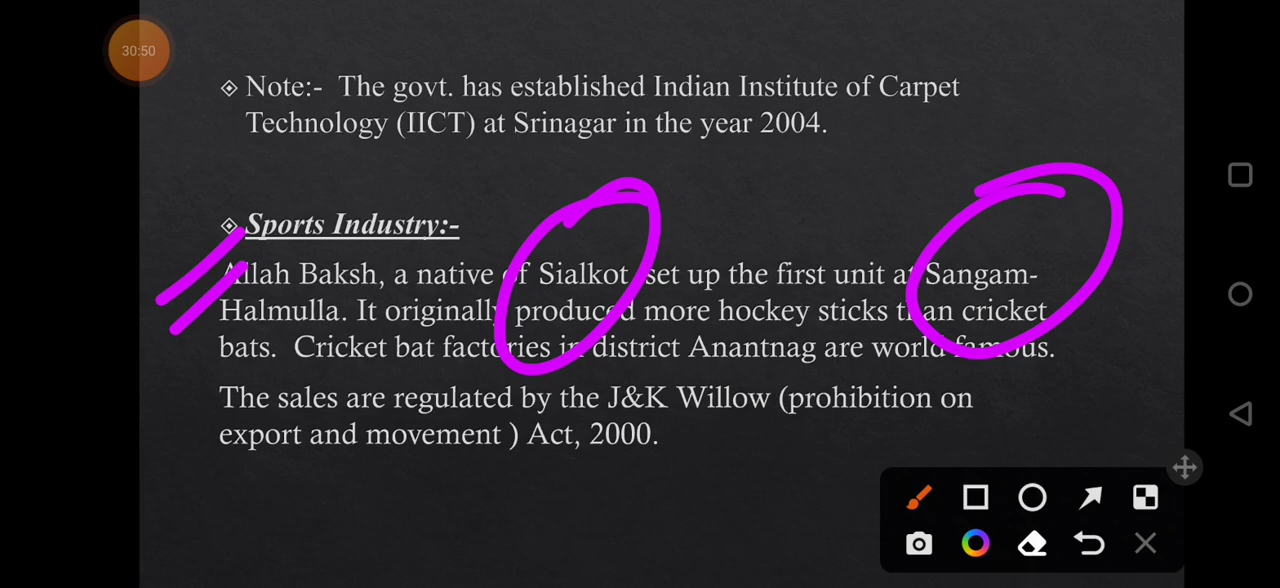 30:50
Note:- The govt. has established Indian Institute of Carpet
Technology (IICT) at Srinagar in the year 2004.
Sports Industry:-
Allah Baksh, a native of Sialkot, set up the first unit at Sangam-
Halmulla. It originally produced more hockey sticks than cricket
bats. Cricket bat factories in district Anantnag are world famous.
The sales are regulated by the J&K Willow (prohibition on
export and movement ) Act, 2000.